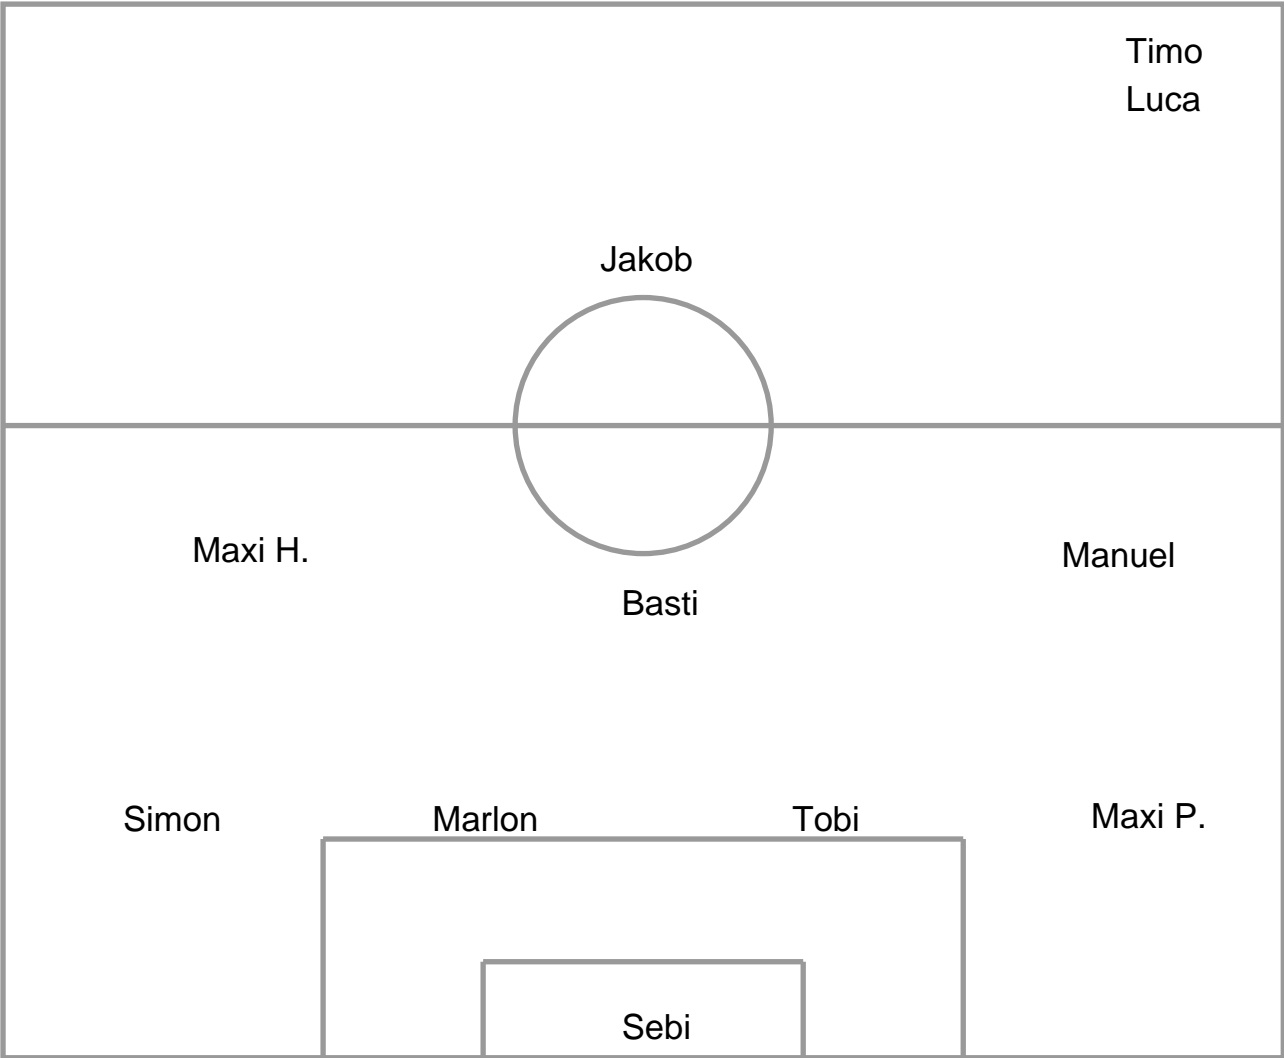 Timo
Luca
Jakob
Maxi H.
Manuel
Basti
Simon
Marlon
Tobi
Maxi P.
Sebi